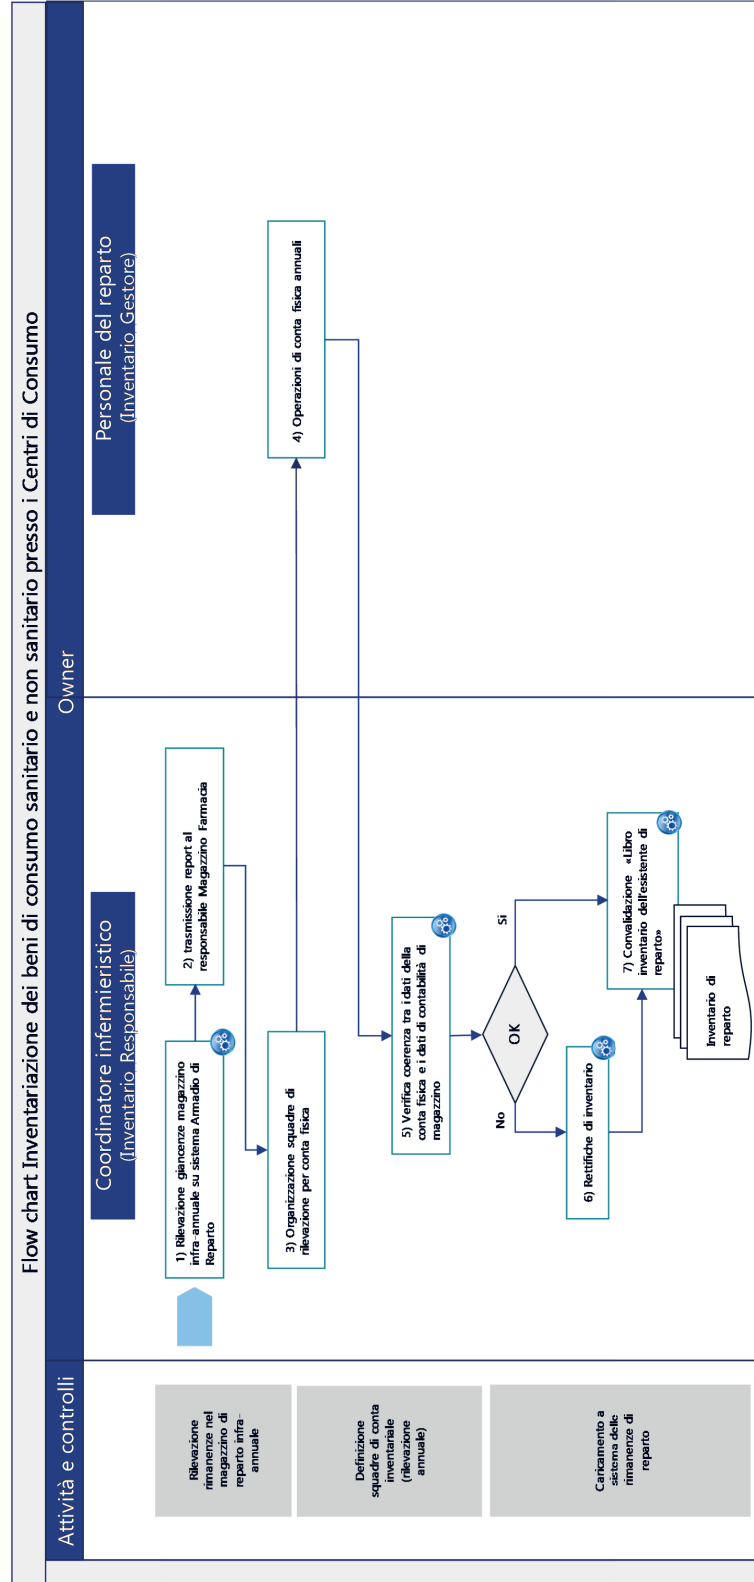 Flow chart Inventariazione dei beni di consumo sanitario e non sanitario presso i Centri di Consumo
Attività e controlli
Owner
Coordinatore infermieristico
(Inventario Responsabile)
Personale del reparto
(Inventario Gestore)
Rilevazione
rimanenze nel
magazzino di
reparto infra-
annuale
1) Rilevazione giancenze magazzino
infra-annuale su sistema Armadio di
Reparto
2) trasmissione report al
responsabile Magazzino Farmacia
Definizione
squadre di conta
inventariale
(rilevazione
annuale)
3) Organizzazione squadre di
rilevazione per conta fisica
4) Operazioni di conta fisica annuali
5) Verifica coerenza tra i dati della
conta fisica e i dati di contabilità di
magazzino
Caricamento a
sistema delle
rimanenze di
reparto
OK
No
Si
6) Rettifiche di inventario
7) Convalidazione «Libro
inventario dell'esistente di
reparto»
Inventario di
reparto